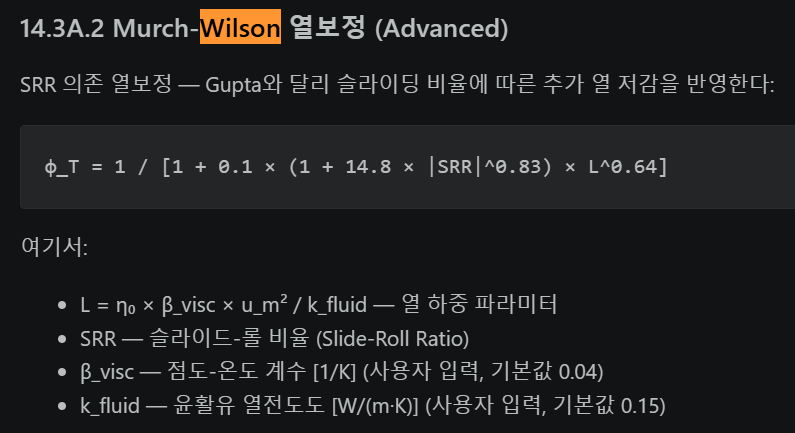 14.3A.2 Murch-Wilson 열보정 (Advanced)
SRR 의존 열보정 — Gupta와 달리 슬라이딩 비율에 따른 추가 열 저감을 반영한다:
ϕ_T = 1 / [1 + 0.1 × (1 + 14.8 × |SRR|^0.83) × L^0.64]
여기서:
• L = η₀ × β_visc × u_m² / k_fluid — 열 하중 파라미터
• SRR — 슬라이드-롤 비율 (Slide-Roll Ratio)
• β_visc — 점도-온도 계수 [1/K] (사용자 입력, 기본값 0.04)
• k_fluid — 윤활유 열전도도 [W/(m·K)] (사용자 입력, 기본값 0.15)